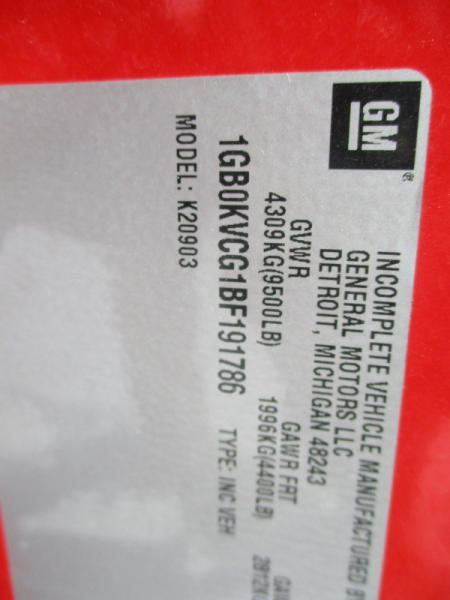 GM®
INCOMPLETE VEHICLE MANUFACTURED
GENERAL MOTORS LLC
DETROIT, MICHIGAN 48243
GVWR GAWR FRT
4309KG(9500LB) 1996KG(4400LB)
1GB0KVCG1BF191786 TYPE: INC VEH
MODEL: K20903